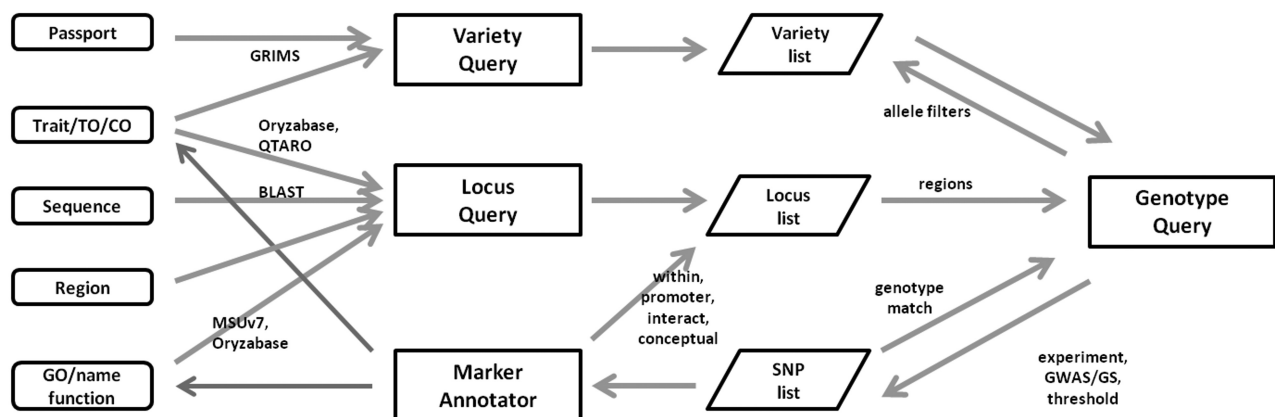 Passport
Trait/TO/CO
Sequence
Region
GO/name
function
GRIMS
Oryzabase,
QTARO
BLAST
MSUv7,
Oryzabase
Variety
Query
Locus
Query
Marker
Annotator
within,
promoter,
interact,
conceptual
Variety
list
Locus
list
SNP
list
allele filters
regions
genotype
match
Genotype
Query
experiment,
GWAS/GS,
threshold